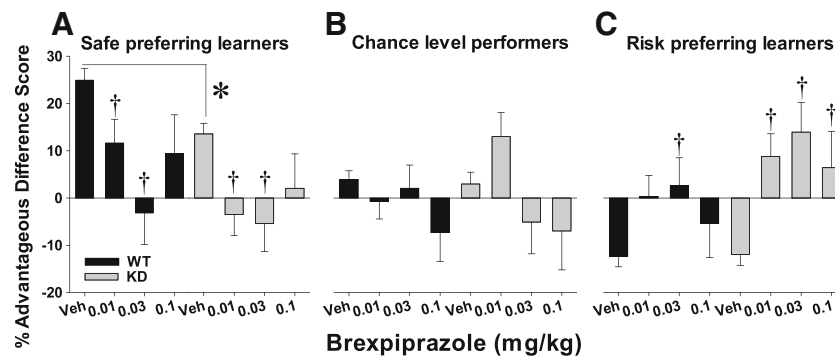 A Safe preferring learners
B Chance level performers
C Risk preferring learners
% Advantageous Difference Score
30
20
10
0
-10
-20
*
† † † †
† † † †
WT
KD
Veh 0.01 0.03 0.1 Veh 0.01 0.03 0.1
Veh 0.01 0.03 0.1 Veh 0.01 0.03 0.1
Veh 0.01 0.03 0.1 Veh 0.01 0.03 0.1
Brexpiprazole (mg/kg)